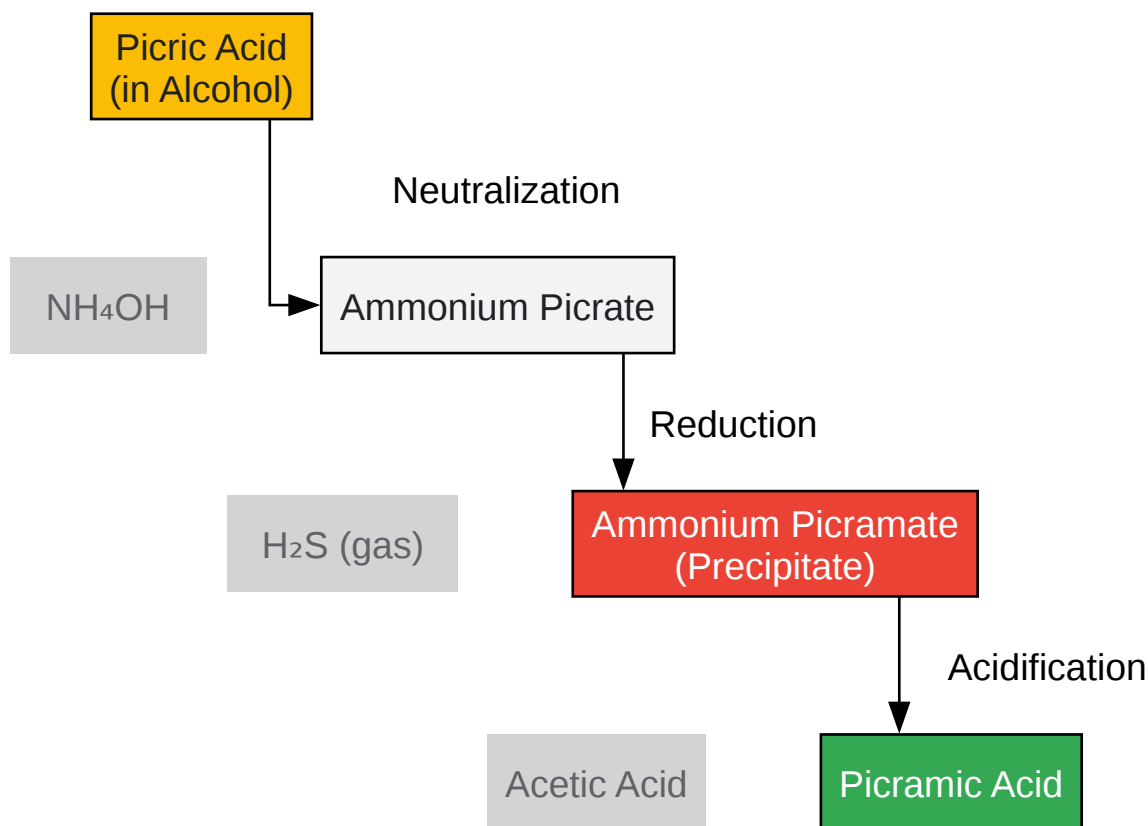 Picric Acid
(in Alcohol)
Neutralization
NH₄OH
Ammonium Picrate
Reduction
H₂S (gas)
Ammonium Picramate
(Precipitate)
Acidification
Acetic Acid
Picramic Acid